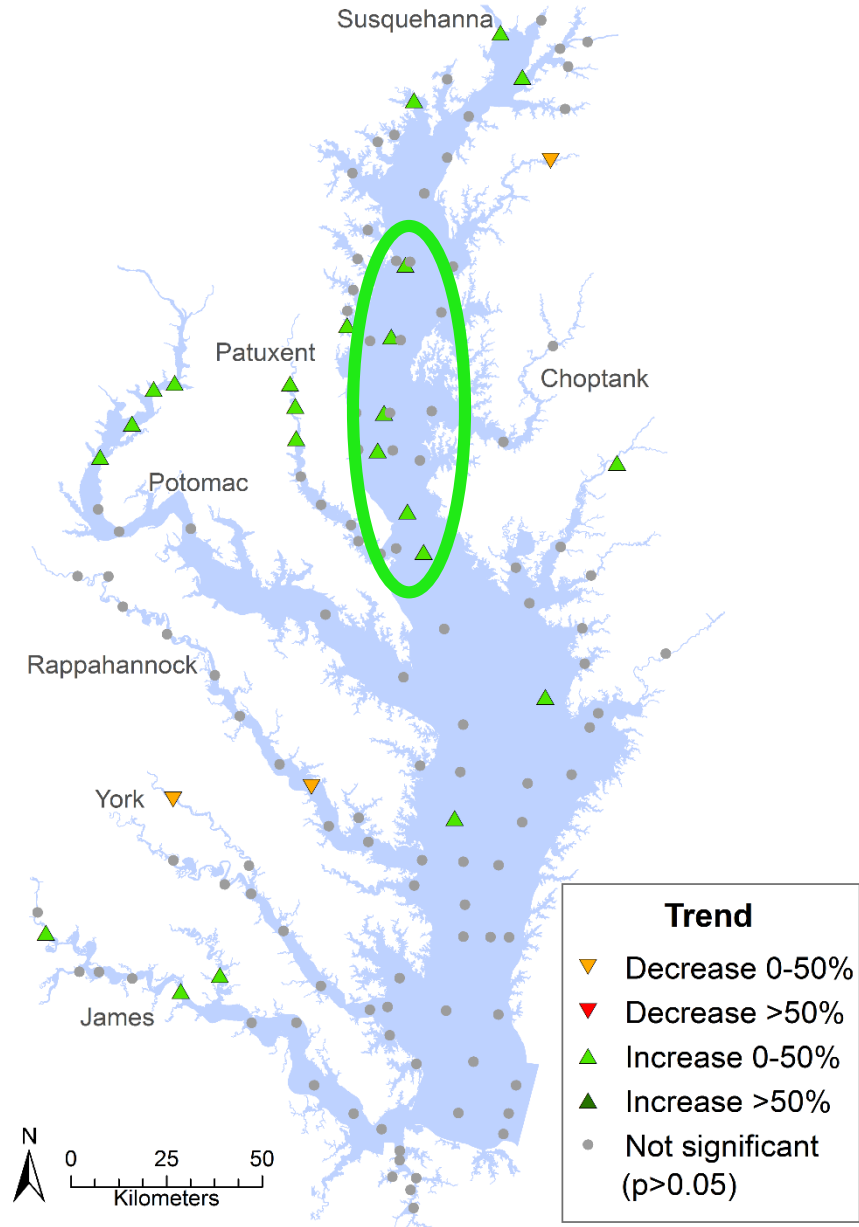 Susquehanna
Patuxent
Choptank
Potomac
Rappahannock
York
James
N
0 25 50
Kilometers
Trend
Decrease 0-50%
Decrease >50%
Increase 0-50%
Increase >50%
Not significant
(p>0.05)